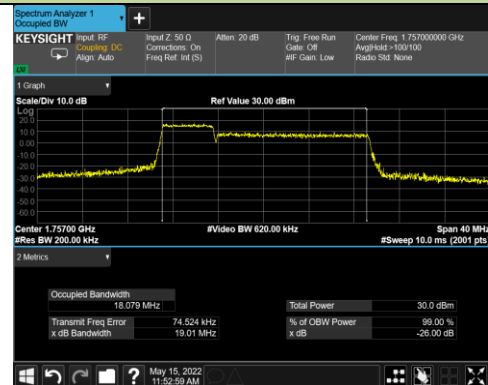 Spectrum Analyzer 1
Occupied BW
+
KEYSIGHT Input: RF Input Z: 50 Ω Atten: 20 dB Trig: Free Run Center Freq: 1.757000000 GHz
Coupling: DC Corrections: On Gate: Off Avg|Hold:>100/100
Align: Auto Freq Ref: Int (S) #IF Gain: Low Radio Std: None
1 Graph
Scale/Div 10.0 dB Ref Value 30.00 dBm
Log
20.0
10.0
0.00
-10.0
-20.0
-30.0
-40.0
-50.0
-60.0
Center 1.75700 GHz #Video BW 620.00 kHz Span 40 MHz
#Res BW 200.00 kHz #Sweep 10.0 ms (2001 pts)
2 Metrics
Occupied Bandwidth
18.079 MHz Total Power 30.0 dBm
Transmit Freq Error 74.524 kHz % of OBW Power 99.00 %
x dB Bandwidth 19.01 MHz x dB -26.00 dB
? May 15, 2022
11:52:59 AM